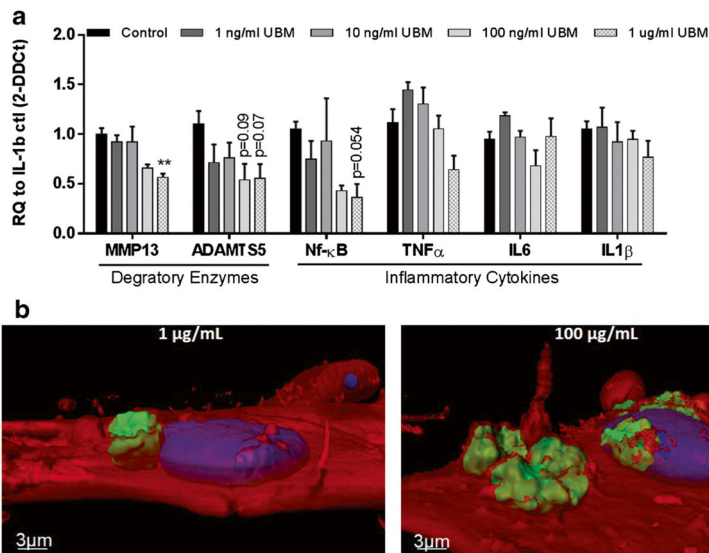 a
Control 1 ng/ml UBM 10 ng/ml UBM 100 ng/ml UBM 1 ug/ml UBM
RQ to IL-1b ctl (2-DDCt)
2.0
1.5
1.0
0.5
0.0
**
p=0.09
p=0.07
p=0.054
MMP13 ADAMTS5 Nf-κB TNFα IL6 IL1β
Degratory Enzymes Inflammatory Cytokines
b
1 µg/mL 100 µg/mL
3µm 3µm